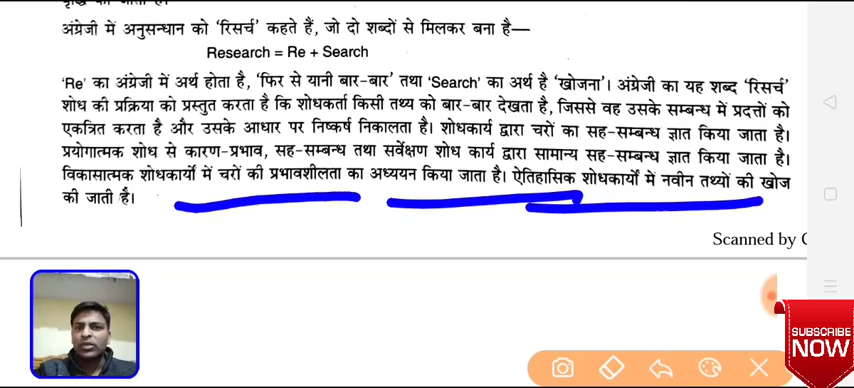 अंग्रेजी में अनुसन्धान को ‘रिसर्च’ कहते हैं, जो दो शब्दों से मिलकर बना है—
Research = Re + Search
‘Re’ का अंग्रेजी में अर्थ होता है, ‘फिर से यानी बार-बार’ तथा ‘Search’ का अर्थ है ‘खोजना’। अंग्रेजी का यह शब्द ‘रिसर्च’
शोध की प्रक्रिया को प्रस्तुत करता है कि शोधकर्ता किसी तथ्य को बार-बार देखता है, जिससे वह उसके सम्बन्ध में प्रदत्तों को
एकत्रित करता है और उसके आधार पर निष्कर्ष निकालता है। शोधकार्य द्वारा चरों का सह-सम्बन्ध ज्ञात किया जाता है।
प्रयोगात्मक शोध से कारण-प्रभाव, सह-सम्बन्ध तथा सर्वेक्षण शोध कार्य द्वारा सामान्य सह-सम्बन्ध ज्ञात किया जाता है।
विकासात्मक शोधकार्यो में चरों की प्रभावशीलता का अध्ययन किया जाता है। ऐतिहासिक शोधकार्यों में नवीन तथ्यों की खोज
की जाती है।
Scanned by
SUBSCRIBE
NOW